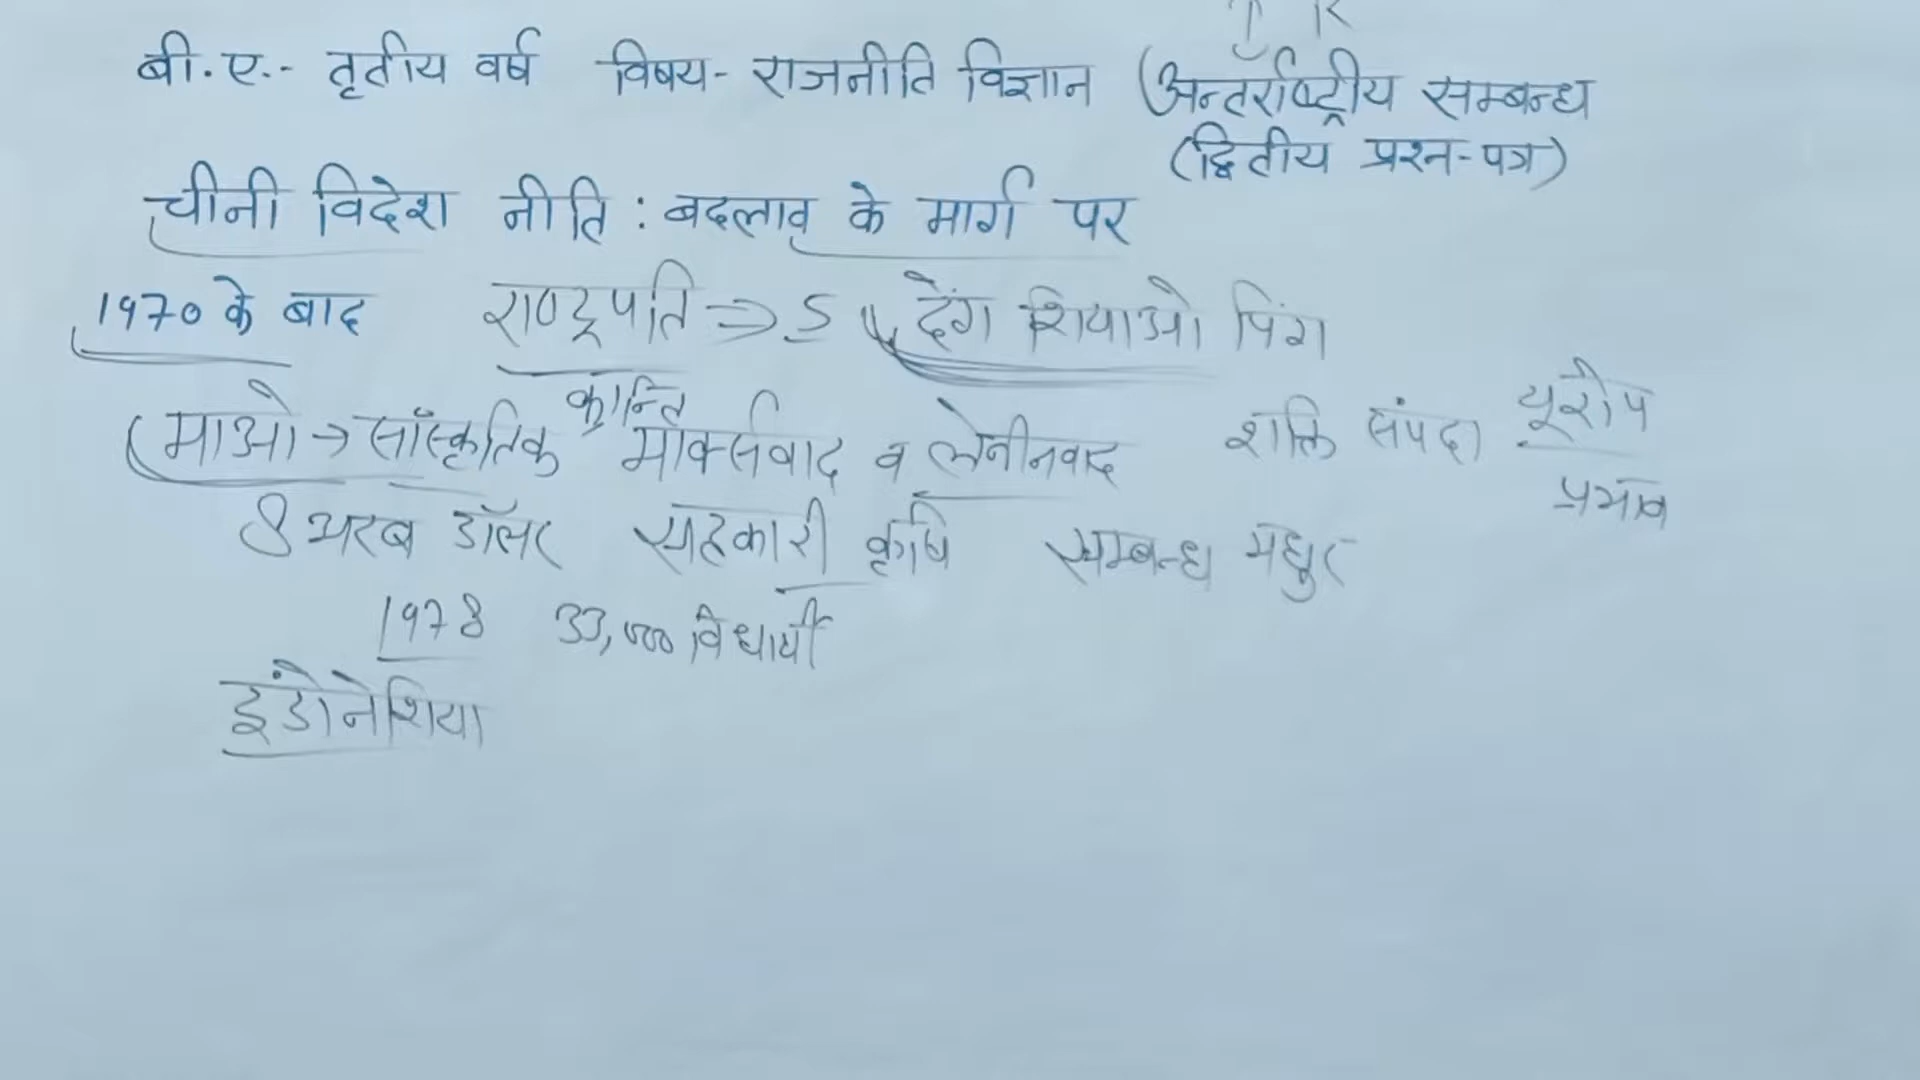 बी.ए.- तृतीय वर्ष विषय- राजनीति विज्ञान (अन्तर्राष्ट्रीय सम्बन्ध
(द्वितीय प्रश्न-पत्र)
चीनी विदेश नीति : बदलाव के मार्ग पर
1970 के बाद राष्ट्रपति => देंग शियाओ पिंग
क्रान्ति
(माओ → साँस्कृतिक मार्क्सवाद व लेनीनवाद शक्ति संपदा यूरोप
प्रभाव
8 अरब डॉलर सहकारी कृषि सम्बन्ध मधुर
1978 33,000 विधार्थी
इंडोनेशिया